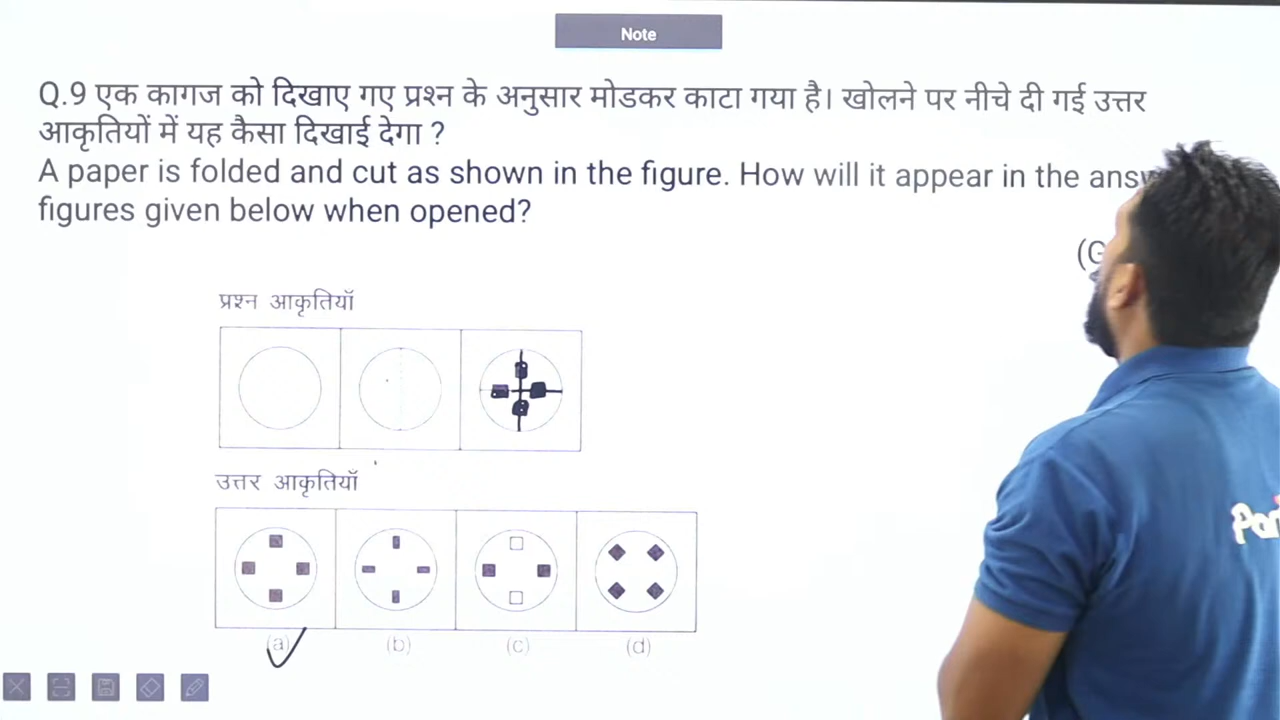 Note
Q.9 एक कागज को दिखाए गए प्रश्न के अनुसार मोडकर काटा गया है। खोलने पर नीचे दी गई उत्तर
आकृतियों में यह कैसा दिखाई देगा ?
A paper is folded and cut as shown in the figure. How will it appear in the
figures given below when opened?
प्रश्न आकृतियाँ
उत्तर आकृतियाँ
(a) (b) (c) (d)